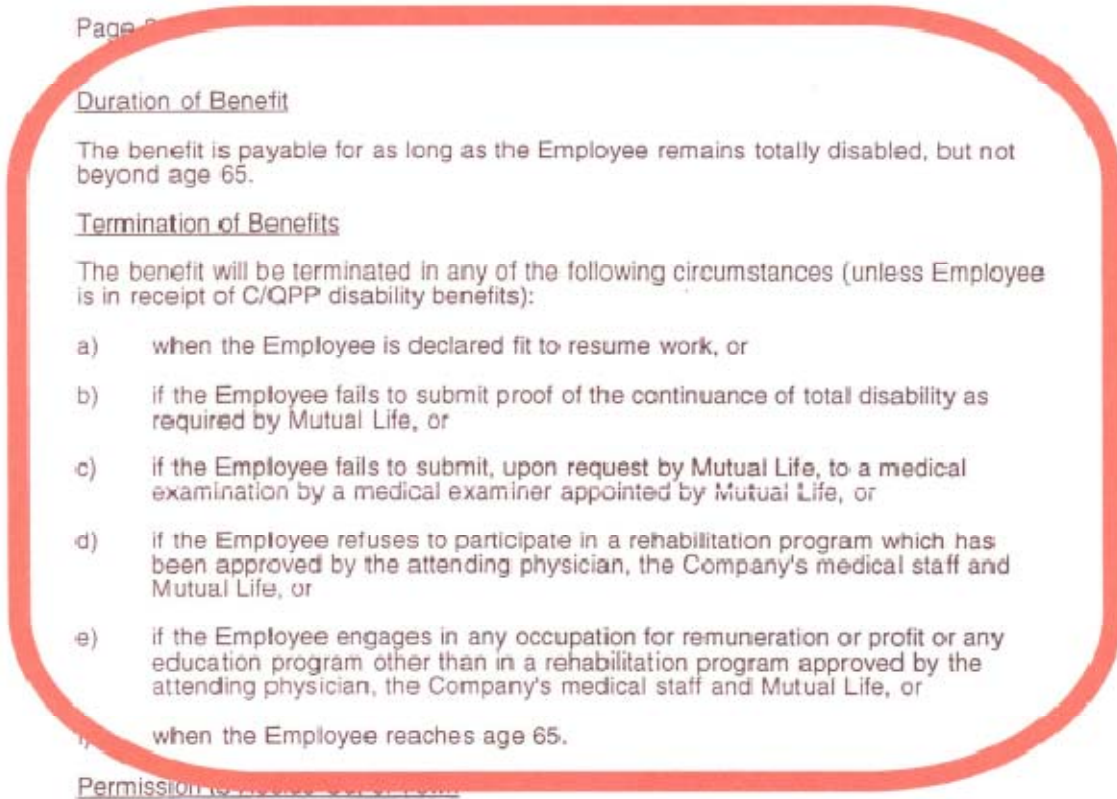 Page
Duration of Benefit
The benefit is payable for as long as the Employee remains totally disabled, but not
beyond age 65.
Termination of Benefits
The benefit will be terminated in any of the following circumstances (unless Employee
is in receipt of C/QPP disability benefits):
a) when the Employee is declared fit to resume work, or
b) if the Employee fails to submit proof of the continuance of total disability as
required by Mutual Life, or
c) if the Employee fails to submit, upon request by Mutual Life, to a medical
examination by a medical examiner appointed by Mutual Life, or
d) if the Employee refuses to participate in a rehabilitation program which has
been approved by the attending physician, the Company's medical staff and
Mutual Life, or
e) if the Employee engages in any occupation for remuneration or profit or any
education program other than in a rehabilitation program approved by the
attending physician, the Company's medical staff and Mutual Life, or
when the Employee reaches age 65.
Permission